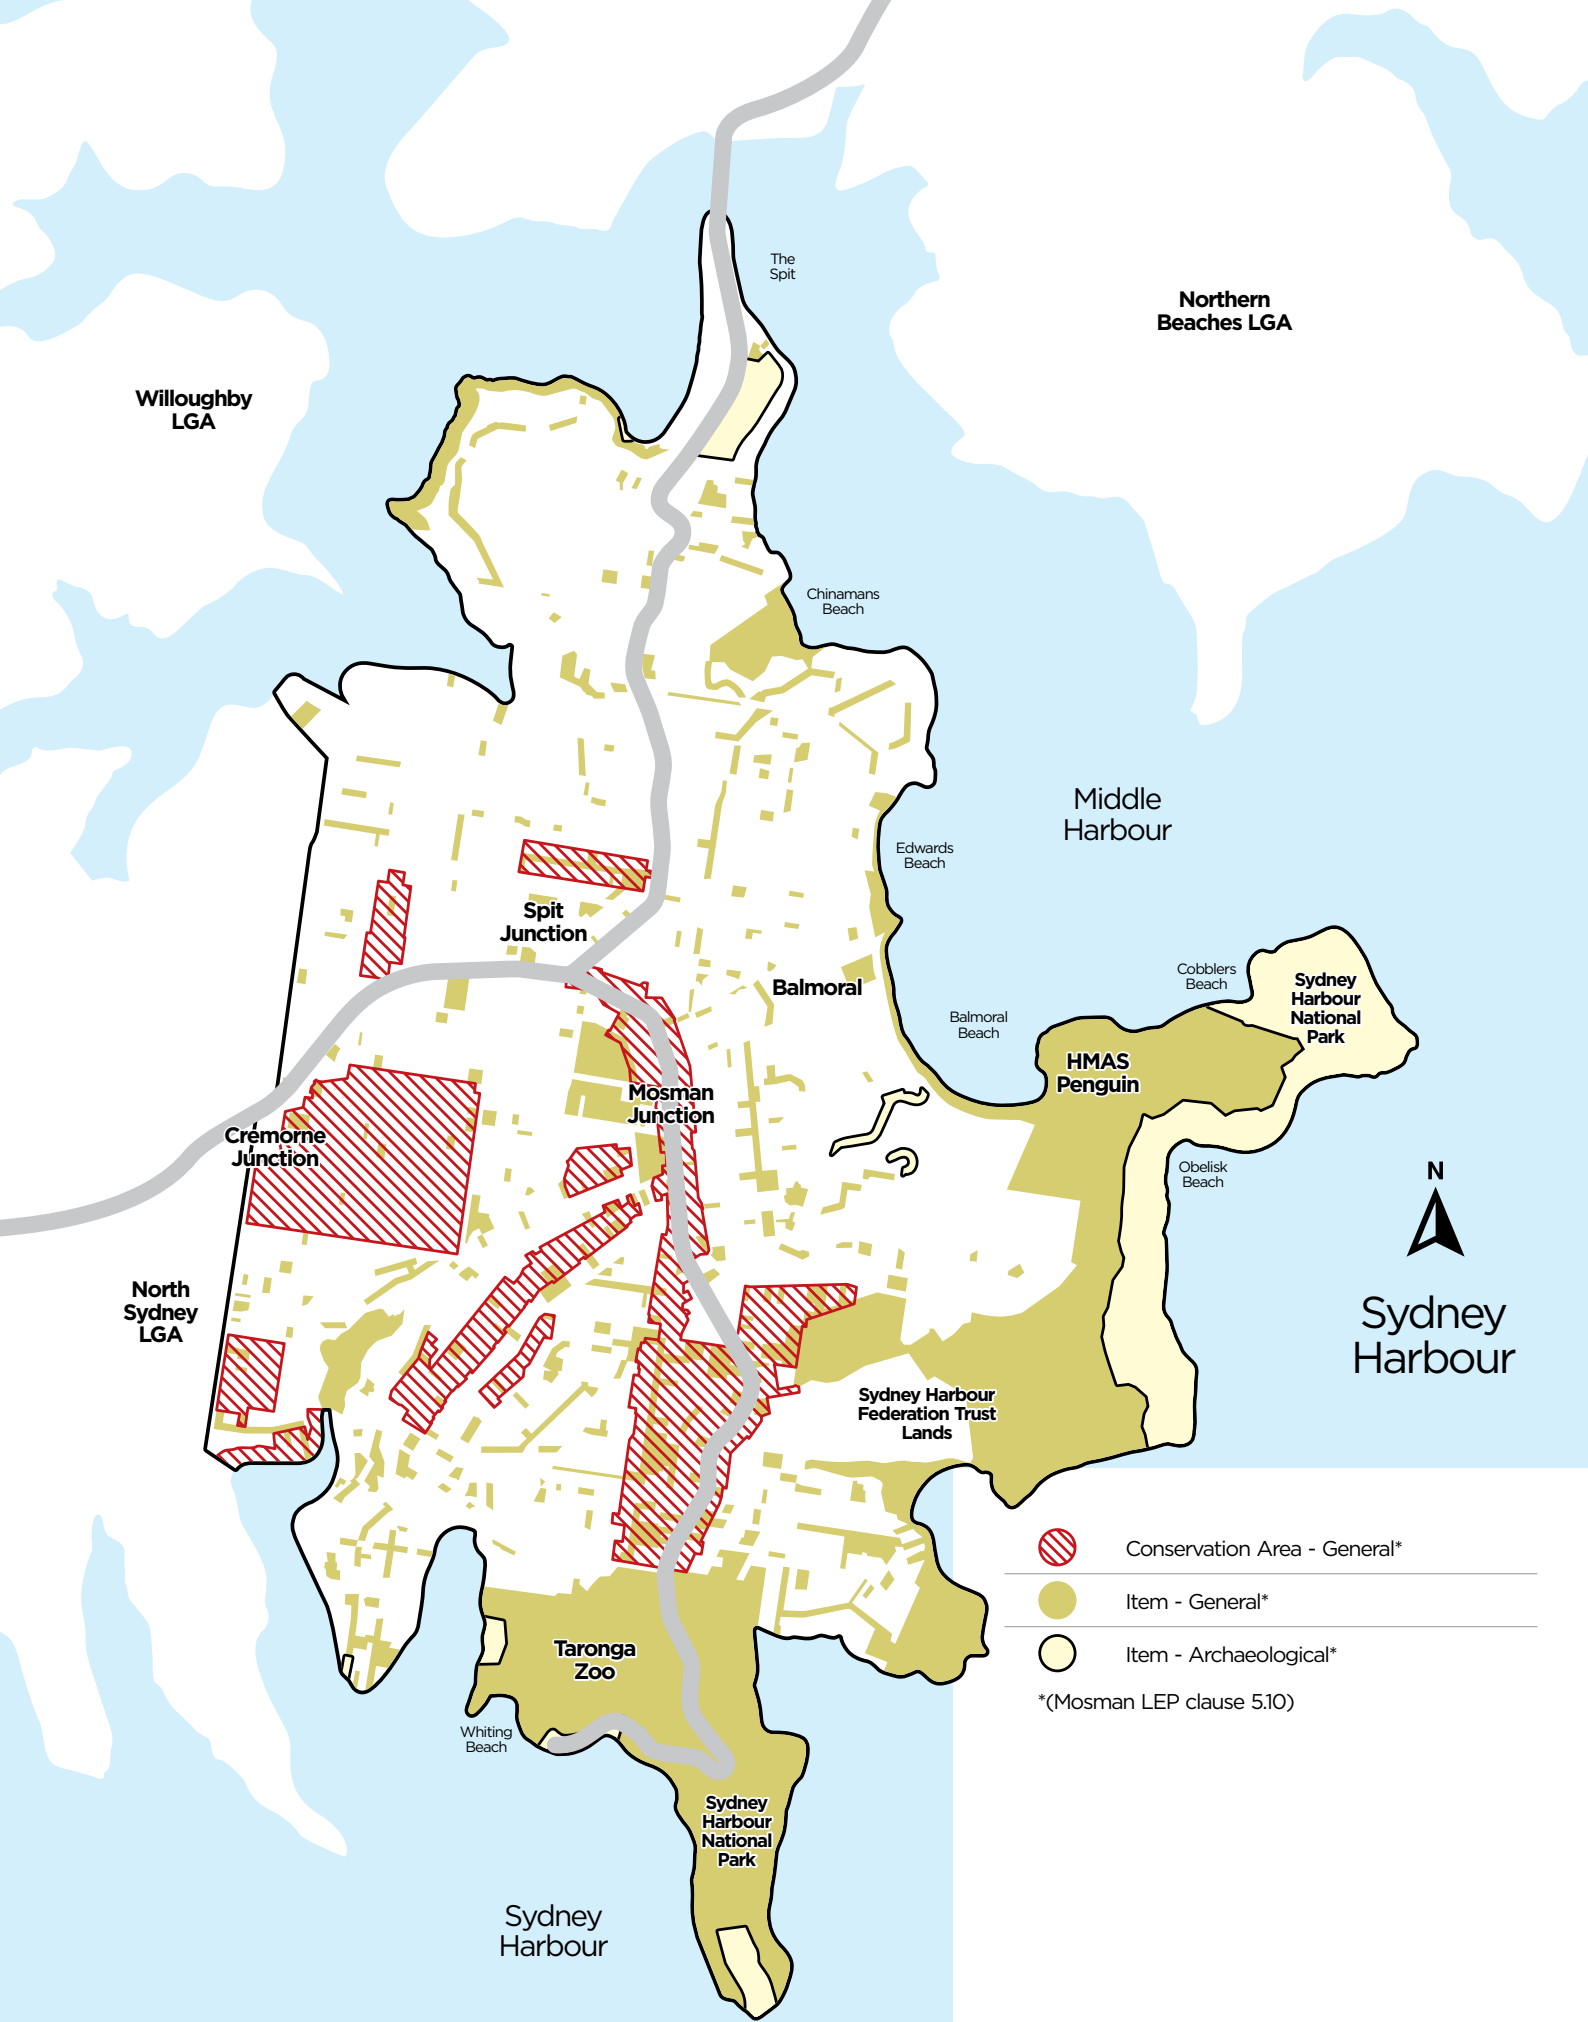 The
Spit
Northern
Beaches LGA
Willoughby
LGA
Chinamans
Beach
Middle
Harbour
Edwards
Beach
Spit
Junction
Balmoral
Cobblers
Beach
Sydney
Harbour
National
Park
Balmoral
Beach
HMAS
Penguin
Mosman
Junction
Cremorne
Junction
Obelisk
Beach
N
North
Sydney
LGA
Sydney
Harbour
Sydney Harbour
Federation Trust
Lands
Conservation Area - General*
Item - General*
Item - Archaeological*
*(Mosman LEP clause 5.10)
Taronga
Zoo
Whiting
Beach
Sydney
Harbour
National
Park
Sydney
Harbour